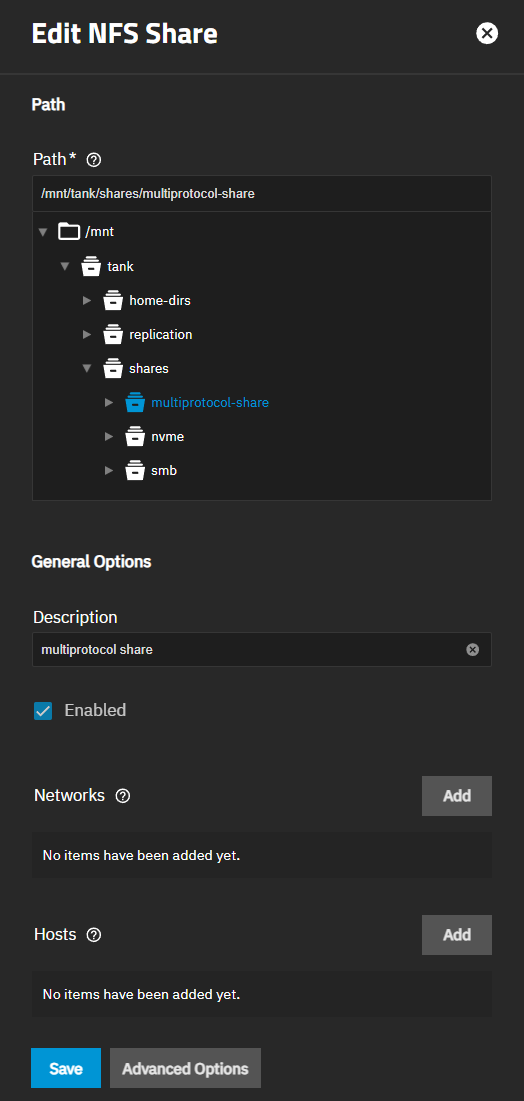 Edit NFS Share
Path
Path*
/mnt/tank/shares/multiprotocol-share
/mnt
tank
home-dirs
replication
shares
multiprotocol-share
nvme
smb
General Options
Description
multiprotocol share
Enabled
Networks
Add
No items have been added yet.
Hosts
Add
No items have been added yet.
Save Advanced Options